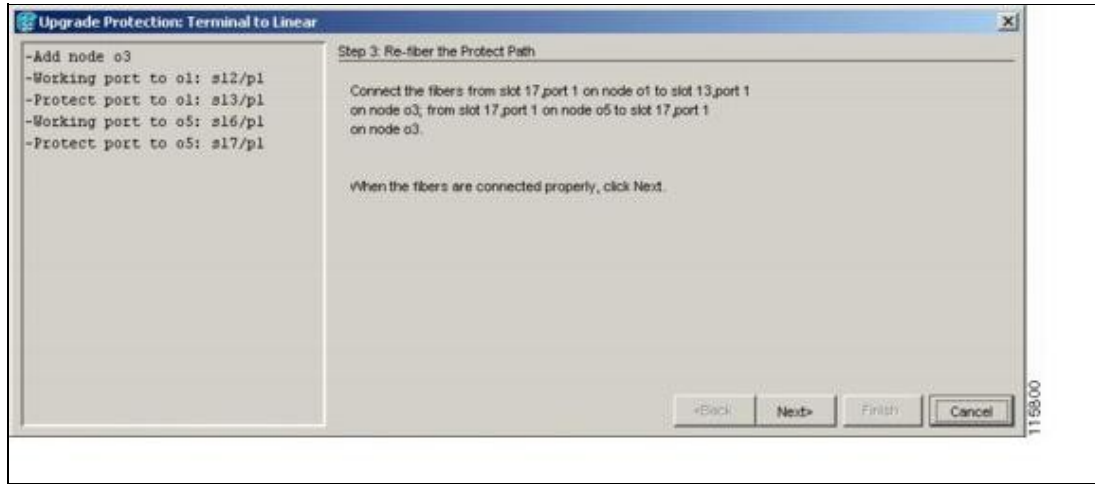 Upgrade Protection: Terminal to Linear
-Add node o3
-Working port to o1: s12/p1
-Protect port to o1: s13/p1
-Working port to o5: s16/p1
-Protect port to o5: s17/p1
Step 3: Re-fiber the Protect Path
Connect the fibers from slot 17,port 1 on node o1 to slot 13,port 1
on node o3; from slot 17,port 1 on node o5 to slot 17,port 1
on node o3.
When the fibers are connected properly, click Next.
<Back
Next>
Finish
Cancel
115800